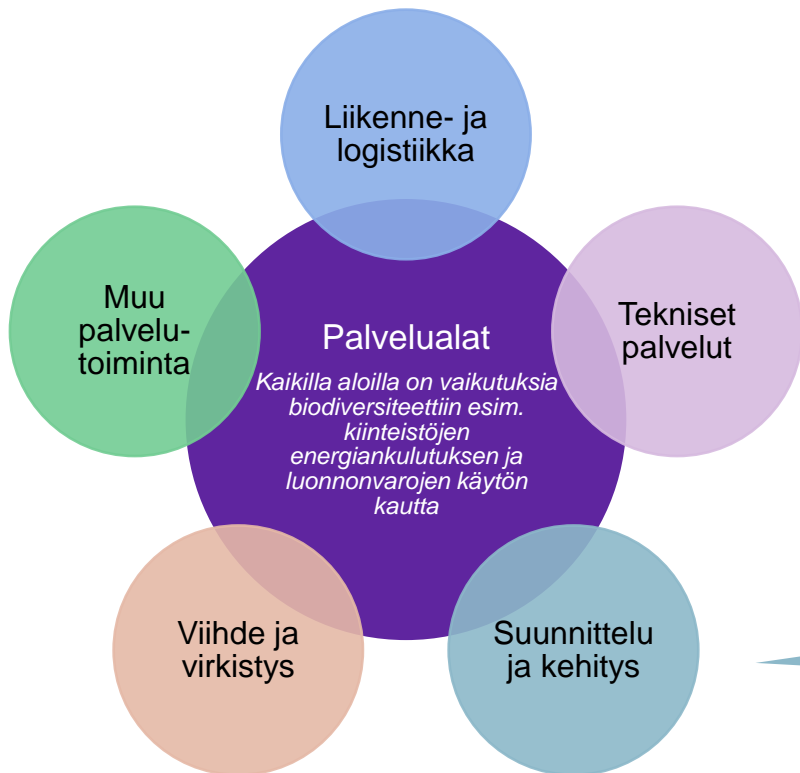 Liikenne- ja
logistiikka
Muu
palvelu-
toiminta
Palvelualat
Kaikilla aloilla on vaikutuksia
biodiversiteettiin esim.
kiinteistöjen
energiankulutuksen ja
luonnonvarojen käytön
kautta
Tekniset
palvelut
Viihde ja
virkistys
Suunnittelu
ja kehitys